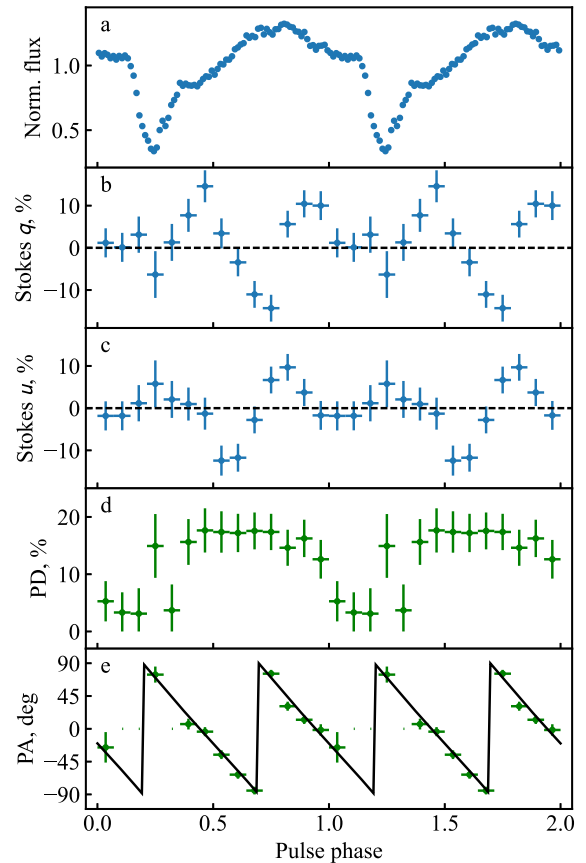 a
Norm. flux
1.0
0.5
b
Stokes q, %
10
0
−10
c
Stokes u, %
10
0
−10
d
PD, %
20
10
0
e
PA, deg
90
45
0
−45
−90
0.0 0.5 1.0 1.5 2.0
Pulse phase